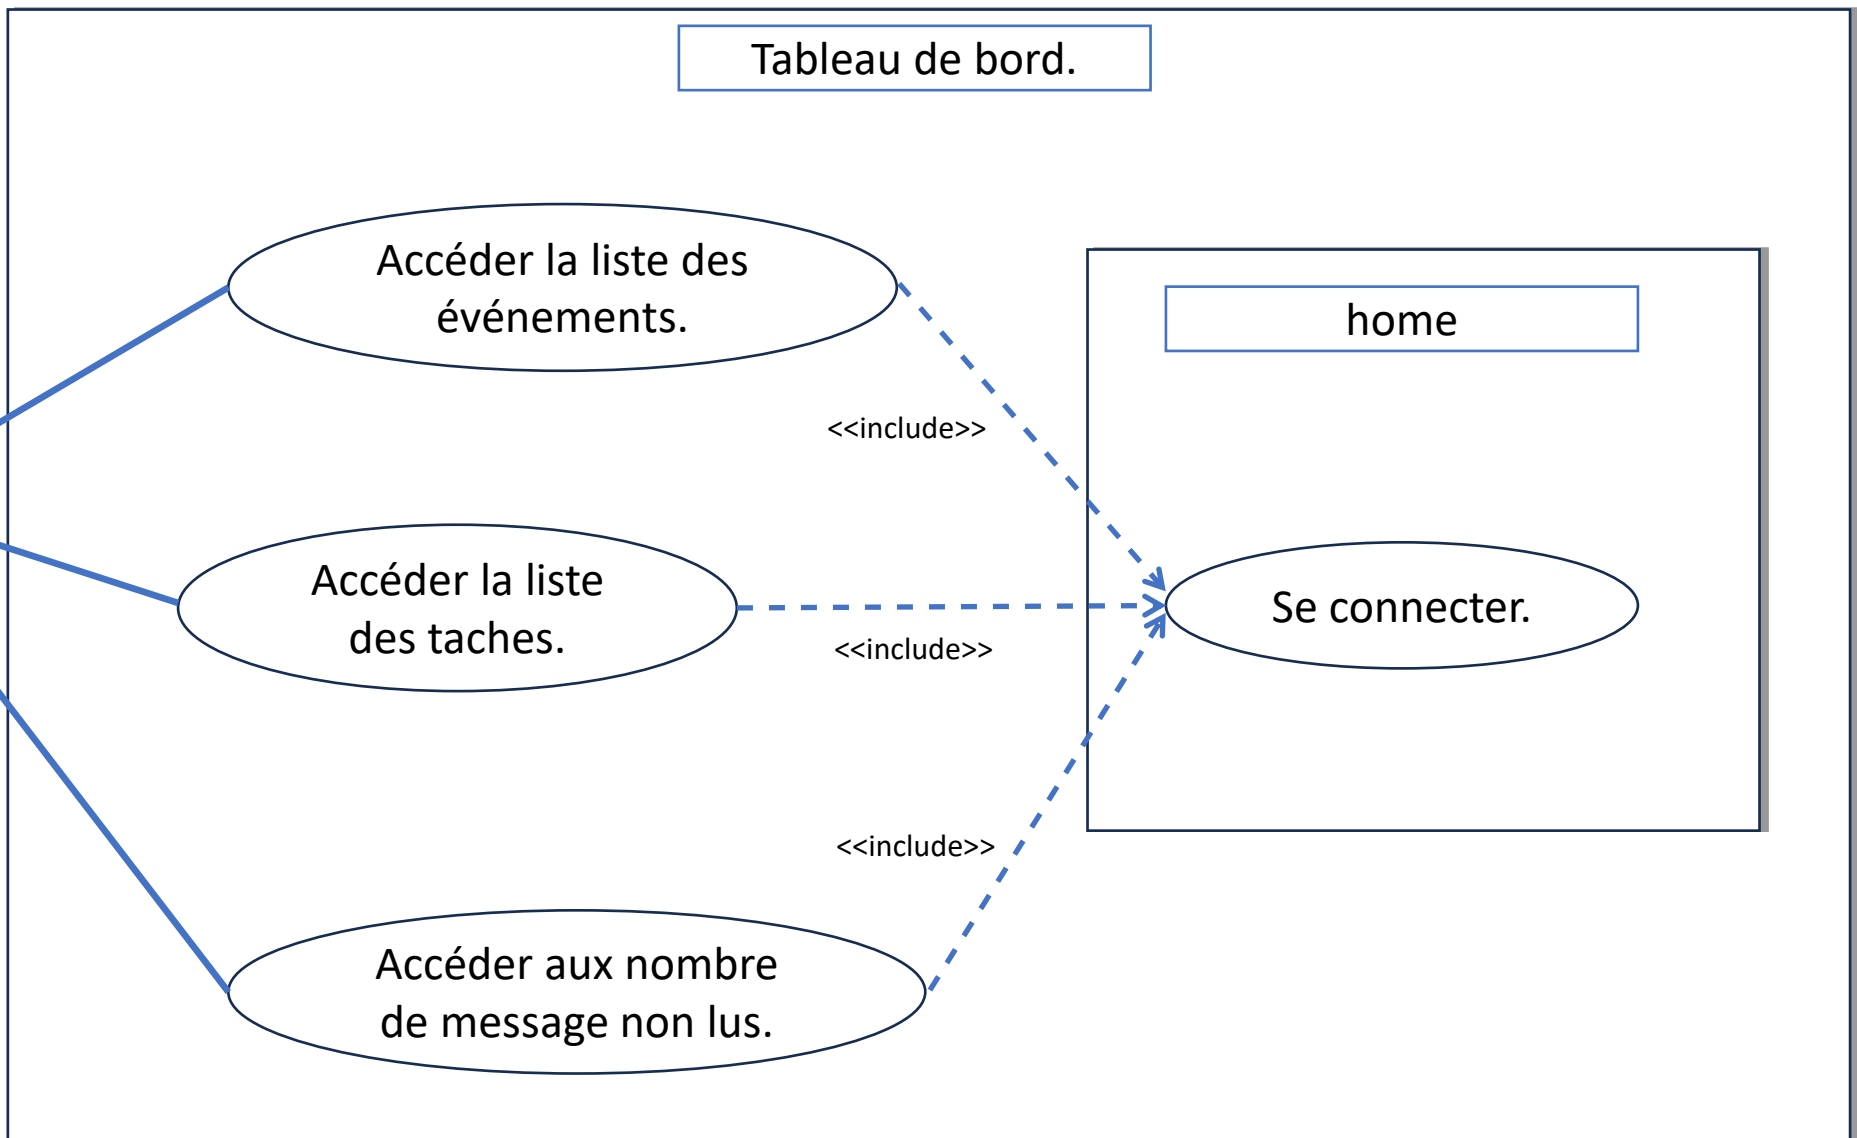 Tableau de bord.
Accéder la liste des
événements.
home
<<include>>
Accéder la liste
des taches.
<<include>>
Se connecter.
<<include>>
Accéder aux nombre
de message non lus.